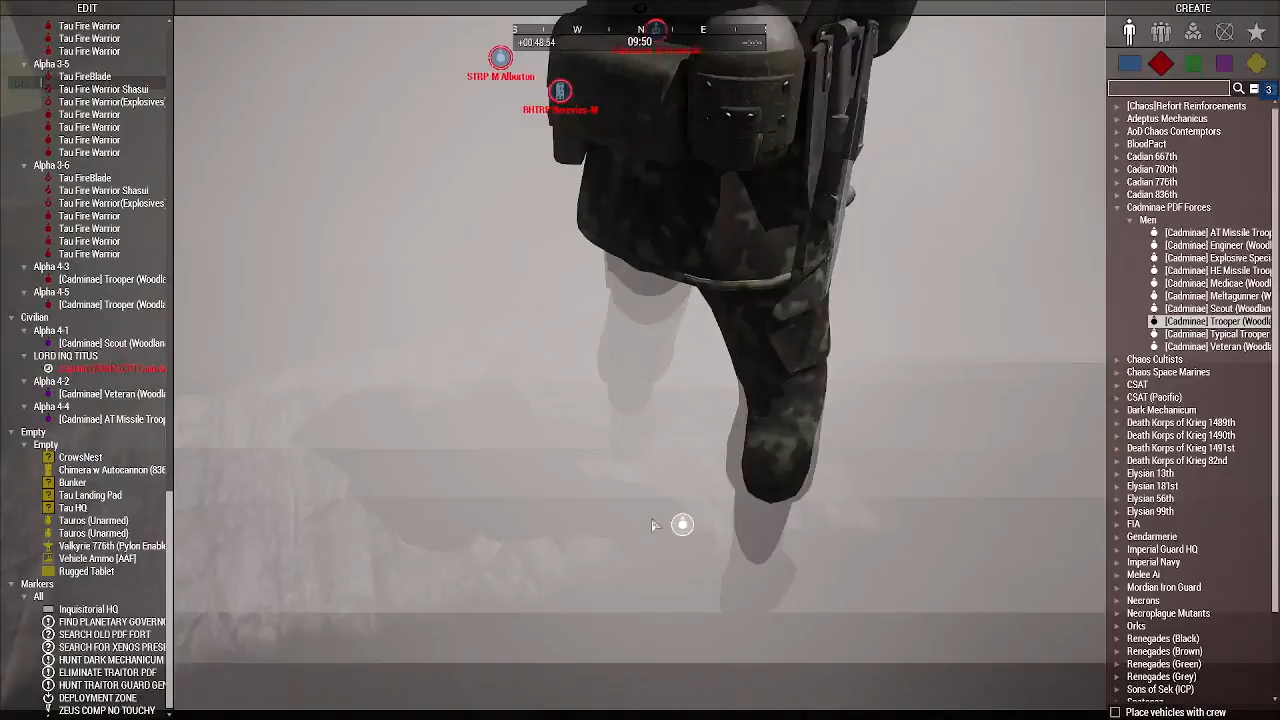 EDIT
Tau Fire Warrior
Tau Fire Warrior
Tau Fire Warrior
Alpha 3-5
Tau FireBlade
Tau Fire Warrior Shasui
Tau Fire Warrior(Explosives)
Tau Fire Warrior
Tau Fire Warrior
Tau Fire Warrior
Tau Fire Warrior
Alpha 3-6
Tau FireBlade
Tau Fire Warrior Shasui
Tau Fire Warrior(Explosives)
Tau Fire Warrior
Tau Fire Warrior
Tau Fire Warrior
Tau Fire Warrior
Alpha 4-3
[Cadminae] Trooper (Woodla
Alpha 4-5
[Cadminae] Trooper (Woodla
Civilian
Alpha 4-1
[Cadminae] Scout (Woodlan
LORD INQ TITUS
Alpha 4-2
[Cadminae] Veteran (Woodla
Alpha 4-4
[Cadminae] AT Missile Troop
Empty
Empty
CrowsNest
Chimera w Autocannon (836
Bunker
Tau Landing Pad
Tau HQ
Tauros (Unarmed)
Tauros (Unarmed)
Valkyrie 776th (Pylon Enable
Vehicle Ammo [AAF]
Rugged Tablet
Markers
All
Inquisitorial HQ
FIND PLANETARY GOVERNO
SEARCH OLD PDF FORT
SEARCH FOR XENOS PRESI
HUNT DARK MECHANICUM
ELIMINATE TRAITOR PDF
HUNT TRAITOR GUARD GEN
DEPLOYMENT ZONE
ZEUS COMP NO TOUCHY
S W N E S
+00:48:54 09:50
STRP M Alburton
CREATE
3
[Chaos]Refort Reinforcements
Adeptus Mechanicus
AoD Chaos Contemptors
BloodPact
Cadian 667th
Cadian 700th
Cadian 776th
Cadian 836th
Cadminae PDF Forces
Men
[Cadminae] AT Missile Troop
[Cadminae] Engineer (Wood
[Cadminae] Explosive Speci
[Cadminae] HE Missile Troo
[Cadminae] Medicae (Wood
[Cadminae] Meltagunner (W
[Cadminae] Scout (Woodlan
[Cadminae] Trooper (Woodla
[Cadminae] Typical Trooper
[Cadminae] Veteran (Woodla
Chaos Cultists
Chaos Space Marines
CSAT
CSAT (Pacific)
Dark Mechanicum
Death Korps of Krieg 1489th
Death Korps of Krieg 1490th
Death Korps of Krieg 1491st
Death Korps of Krieg 82nd
Elysian 13th
Elysian 181st
Elysian 56th
Elysian 99th
FIA
Gendarmerie
Imperial Guard HQ
Imperial Navy
Melee Ai
Mordian Iron Guard
Necrons
Necroplague Mutants
Orks
Renegades (Black)
Renegades (Brown)
Renegades (Green)
Renegades (Grey)
Sons of Sek (ICP)
Place vehicles with crew